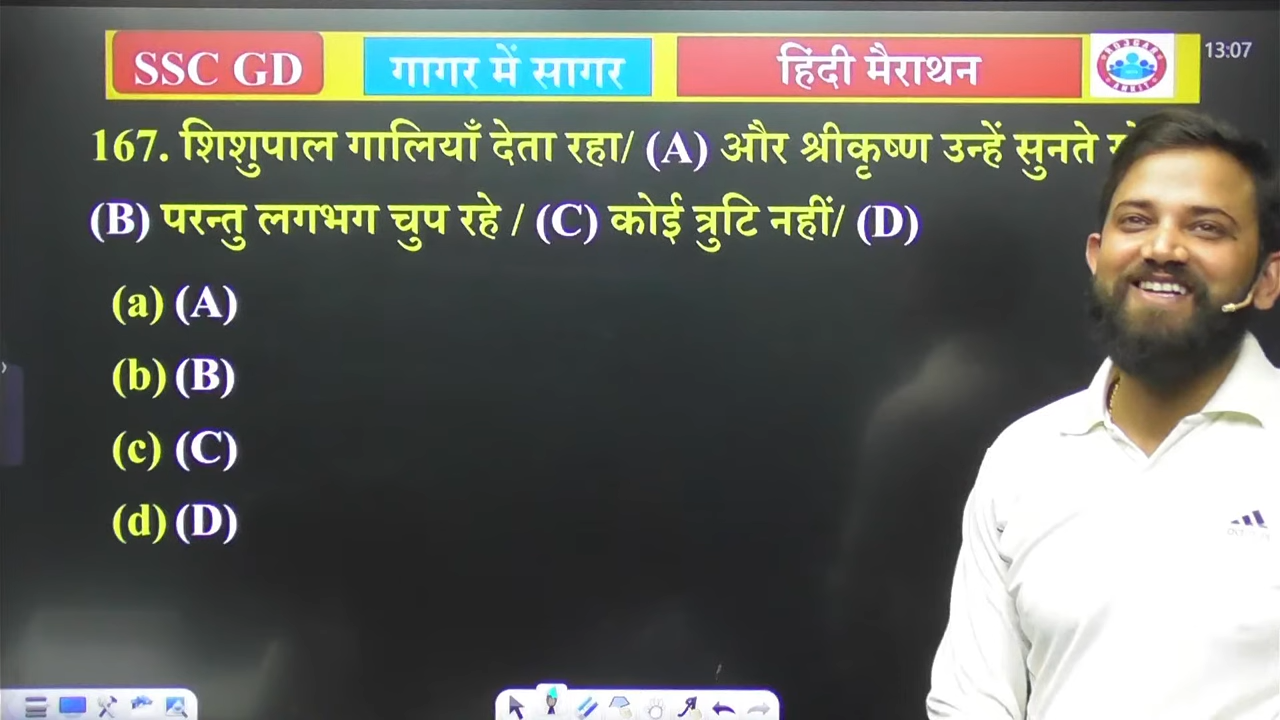 SSC GD
गागर में सागर
हिंदी मैराथन
13:07
167. शिशुपाल गालियाँ देता रहा/ (A) और श्रीकृष्ण उन्हें सुनते
(B) परन्तु लगभग चुप रहे / (C) कोई त्रुटि नहीं/ (D)
(a) (A)
(b) (B)
(c) (C)
(d) (D)